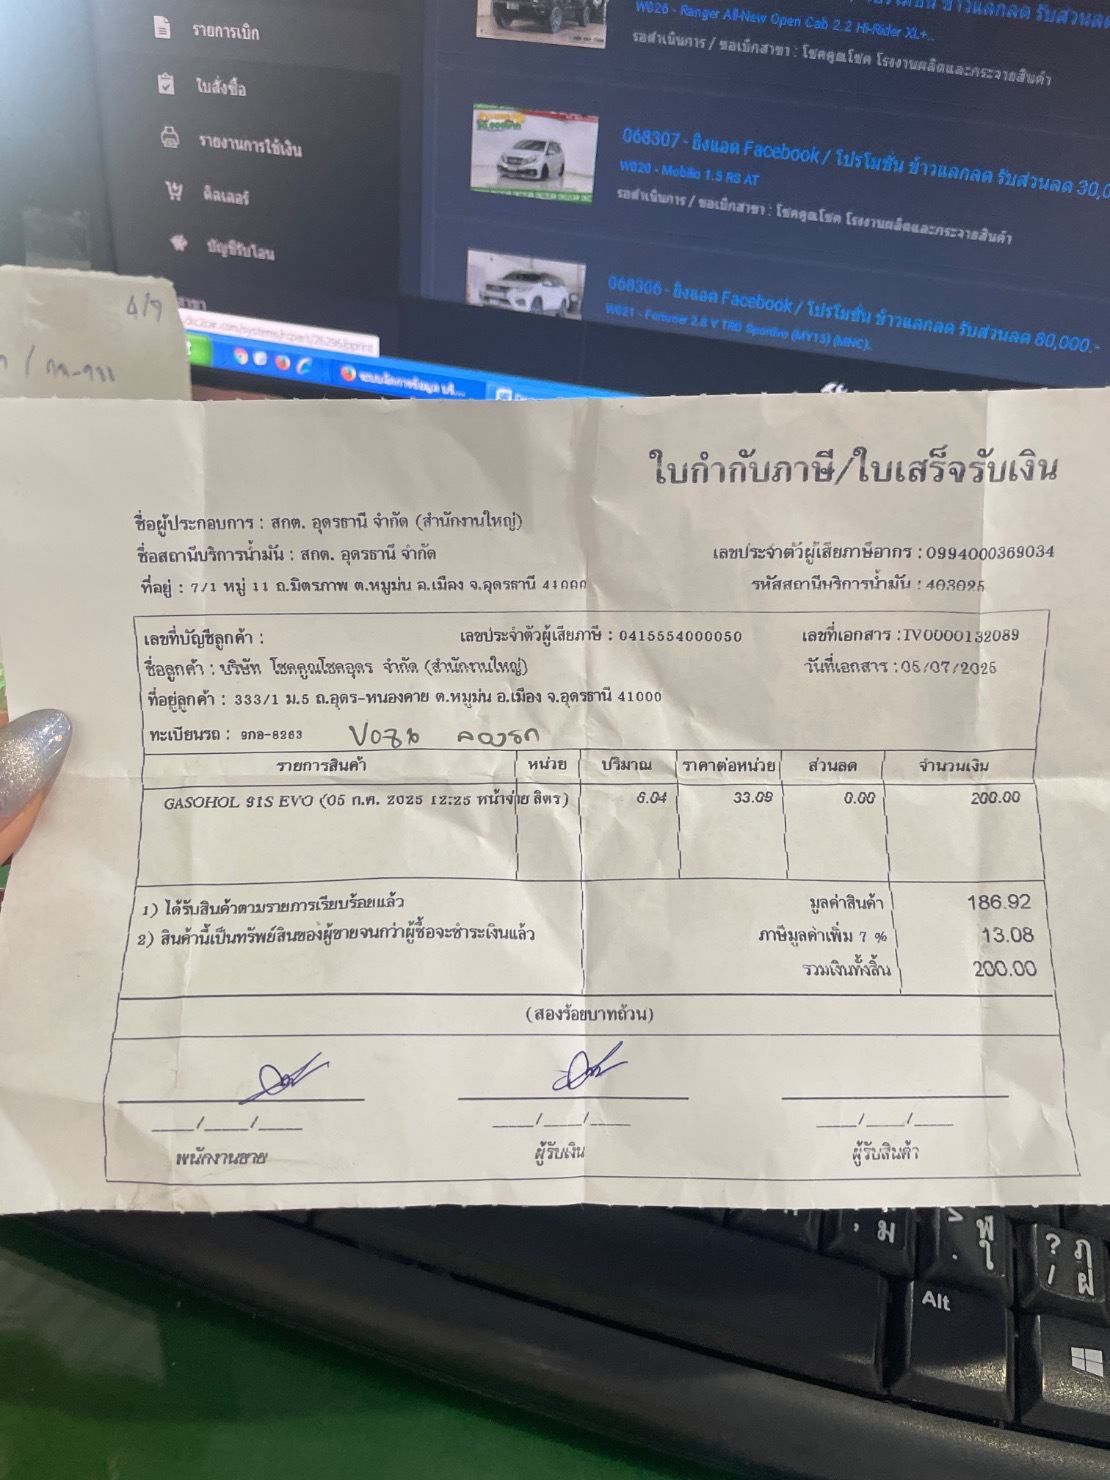 รายการเบิก
ใบสั่งซื้อ
รายงานการใช้เงิน
ดิลเลอร์
บัญชีรับโอน
สาขา
W026 - Ranger All-New Open Cab 2.2 Hi-Rider XL+..
รอดำเนินการ / ขอเบิกสาขา : โชคคูณโชค โรงงานผลิตและกระจายสินค้า
068307 - ยิงแอด Facebook / โปรโมชั่น ข้าวแลกลด รับส่วนลด 30,0
W020 - Mobilio 1.5 RS AT
รอดำเนินการ / ขอเบิกสาขา : โชคคูณโชค โรงงานผลิตและกระจายสินค้า
068306 - ยิงแอด Facebook / โปรโมชั่น ข้าวแลกลด รับส่วนลด 80,000.-
W021 - Fortuner 2.8 V TRD Sportivo (MY15) (MNC)..
4/9
ใบกำกับภาษี/ใบเสร็จรับเงิน
ชื่อผู้ประกอบการ : สกต. อุดรธานี จำกัด (สำนักงานใหญ่)
ชื่อสถานีบริการน้ำมัน : สกต. อุดรธานี จำกัด เลขประจำตัวผู้เสียภาษีอากร : 0994000369034
ที่อยู่ : 7/1 หมู่ 11 ถ.มิตรภาพ ต.หมูม่น อ.เมือง จ.อุดรธานี 41000 รหัสสถานีบริการน้ำมัน : 403025
เลขที่บัญชีลูกค้า : เลขประจำตัวผู้เสียภาษี : 0415554000050 เลขที่เอกสาร : IV0000132089
ชื่อลูกค้า : บริษัท โชคคูณโชคอุดร จำกัด (สำนักงานใหญ่) วันที่เอกสาร : 05/07/2025
ที่อยู่ลูกค้า : 333/1 ม.5 ถ.อุดร-หนองคาย ต.หมูม่น อ.เมือง จ.อุดรธานี 41000
ทะเบียนรถ : 9กอ-8263 ลองรถ
รายการสินค้า หน่วย ปริมาณ ราคาต่อหน่วย ส่วนลด จำนวนเงิน
GASOHOL 91S EVO (05 ก.ค. 2025 12:25 หน้าจ่าย ลิตร) 6.04 33.09 0.00 200.00
1) ได้รับสินค้าตามรายการเรียบร้อยแล้ว มูลค่าสินค้า 186.92
2) สินค้านี้เป็นทรัพย์สินของผู้ขายจนกว่าผู้ซื้อจะชำระเงินแล้ว ภาษีมูลค่าเพิ่ม 7 % 13.08
รวมเงินทั้งสิ้น 200.00
(สองร้อยบาทถ้วน)
___/___/___ ___/___/___ ___/___/___
พนักงานขาย ผู้รับเงิน ผู้รับสินค้า
Alt